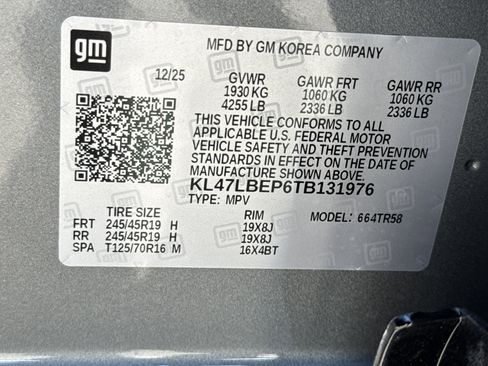 gm
MFD BY GM KOREA COMPANY
12/25 GVWR GAWR FRT GAWR RR
1930 KG 1060 KG 1060 KG
4255 LB 2336 LB 2336 LB
THIS VEHICLE CONFORMS TO ALL
APPLICABLE U.S. FEDERAL MOTOR
VEHICLE SAFETY AND THEFT PREVENTION
STANDARDS IN EFFECT ON THE DATE OF
MANUFACTURE SHOWN ABOVE.
KL47LBEP6TB131976
TYPE: MPV
TIRE SIZE RIM MODEL: 664TR58
FRT 245/45R19 H 19X8J
RR 245/45R19 H 19X8J
SPA T125/70R16 M 16X4BT